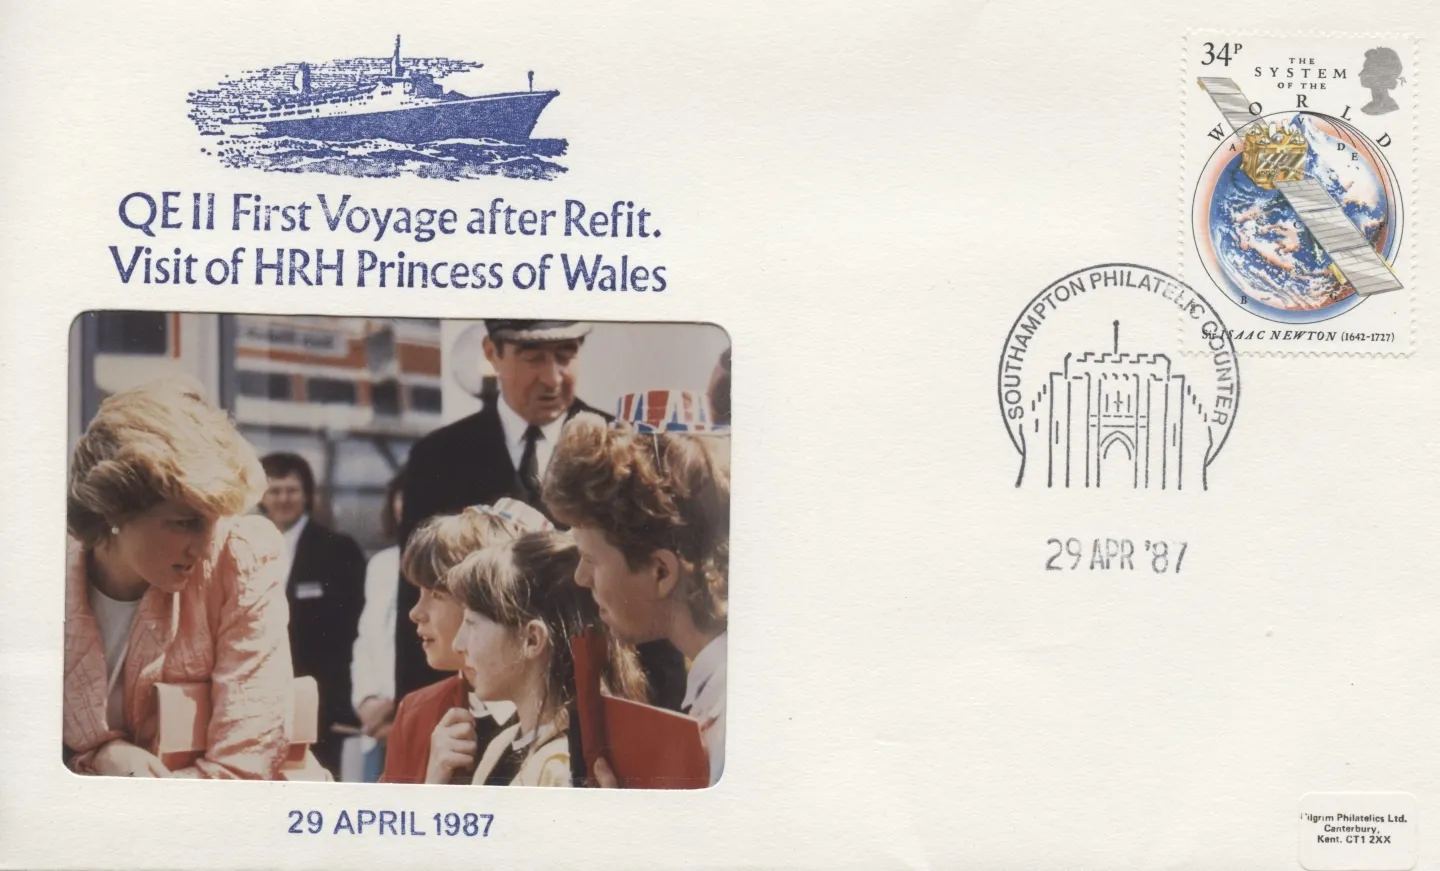 QE II First Voyage after Refit.
Visit of HRH Princess of Wales
29 APRIL 1987
34P
THE
SYSTEM
OF THE
WORLD
A
V
D
E
B
Sir ISAAC NEWTON (1642-1727)
SOUTHAMPTON PHILATELIC COUNTER
29 APR '87
Pilgrim Philatelics Ltd.
Canterbury,
Kent. CT1 2XX